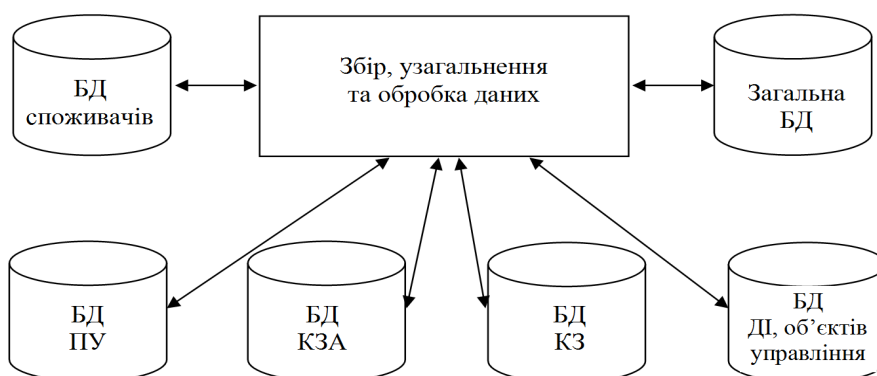 БД
споживачів
Збір, узагальнення
та обробка даних
Загальна
БД
БД
ПУ
БД
КЗА
БД
КЗ
БД
ДІ, об’єктів
управління